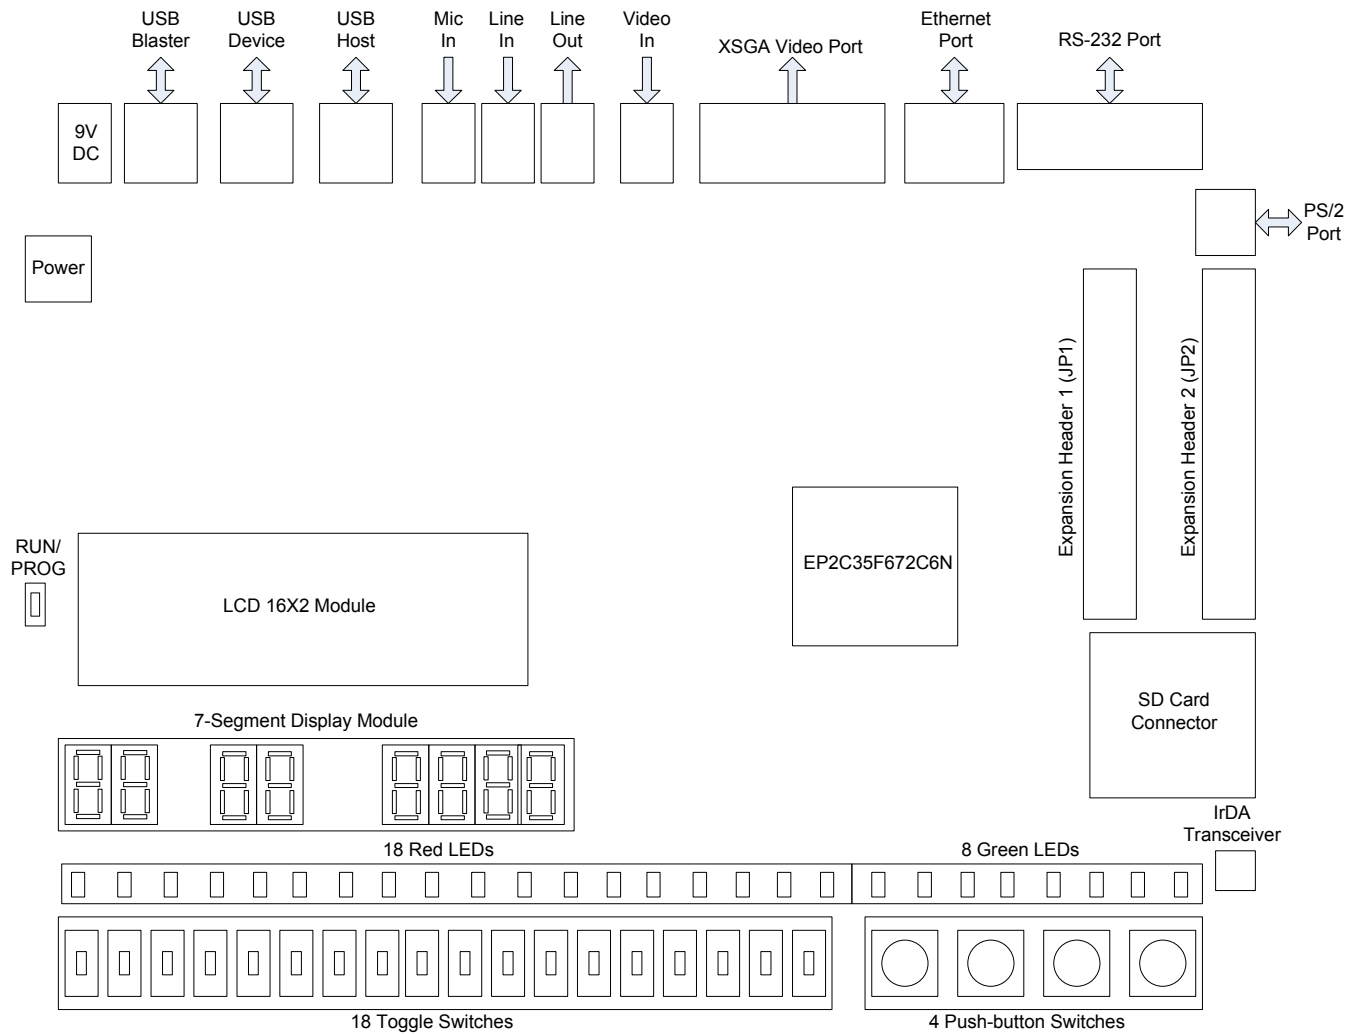 USB
Blaster
USB
Device
USB
Host
Mic
In
Line
In
Line
Out
Video
In
XSGA Video Port
Ethernet
Port
RS-232 Port
9V
DC
PS/2
Port
Power
Expansion Header 1 (JP1)
Expansion Header 2 (JP2)
RUN/
PROG
LCD 16X2 Module
EP2C35F672C6N
SD Card
Connector
7-Segment Display Module
IrDA
Transceiver
18 Red LEDs
8 Green LEDs
18 Toggle Switches
4 Push-button Switches